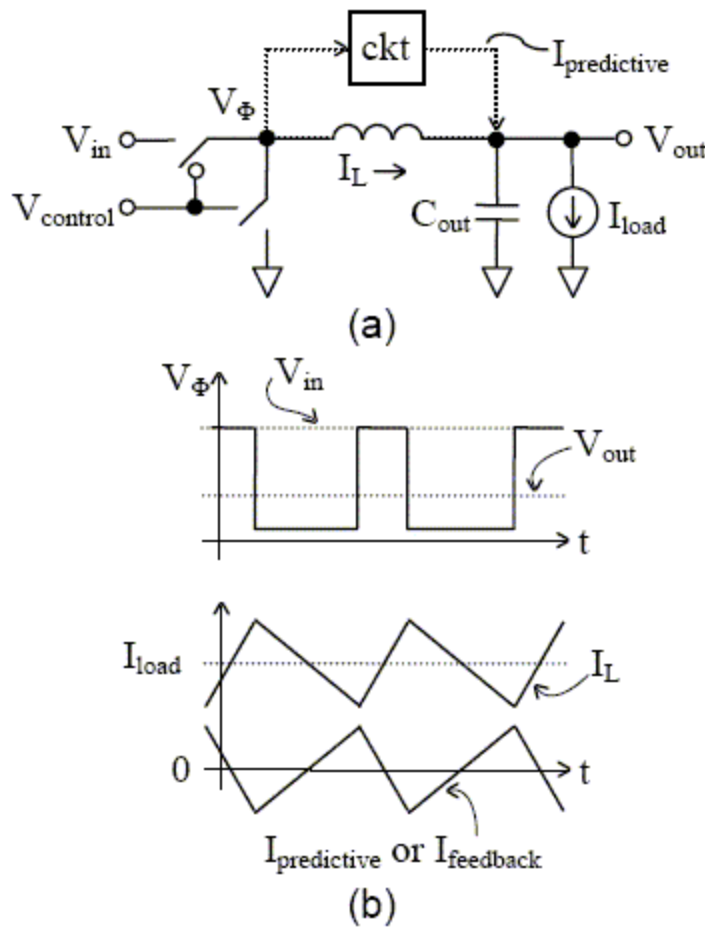 ckt
I_predictive
V_Φ
V_in
V_out
I_L →
V_control
C_out
I_load
(a)
V_Φ
V_in
V_out
t
I_load
I_L
0
t
I_predictive or I_feedback
(b)